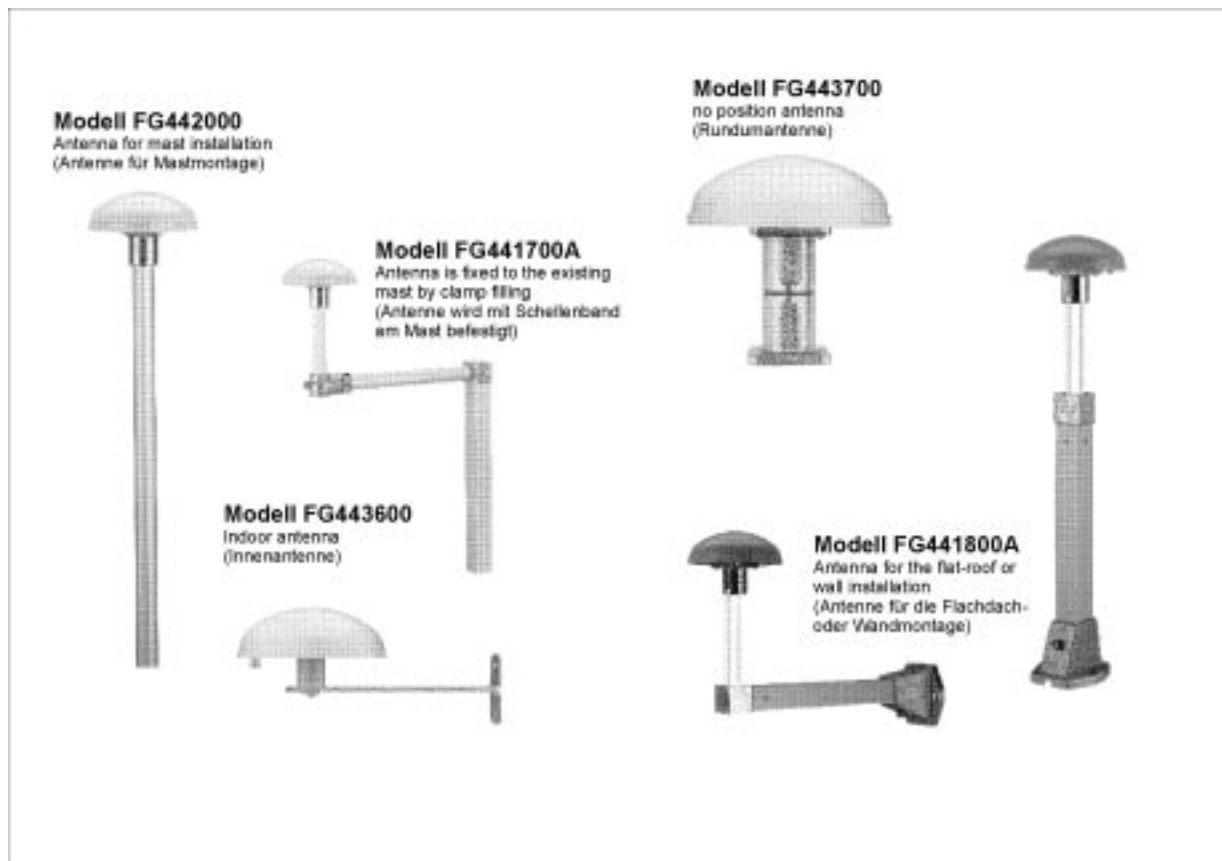 Modell FG442000
Antenna for mast installation
(Antenne für Mastmontage)
Modell FG441700A
Antenna is fixed to the existing
mast by clamp filling
(Antenne wird mit Schellenband
am Mast befestigt)
Modell FG443600
Indoor antenna
(Innenantenne)
Modell FG443700
no position antenna
(Rundumantenne)
Modell FG441800A
Antenna for the flat-roof or
wall installation
(Antenne für die Flachdach-
oder Wandmontage)